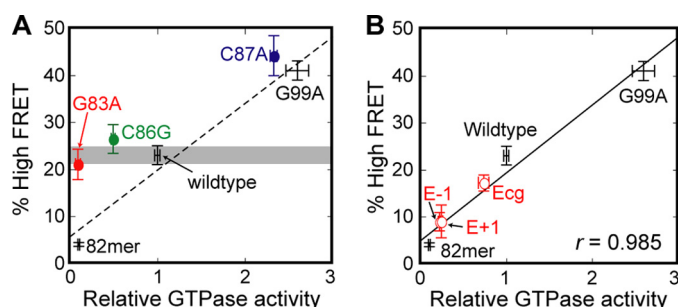 A
50
40
30
20
10
0
% High FRET
C87A
G83A
G99A
C86G
wildtype
82mer
0
1
2
3
Relative GTPase activity
B
50
40
30
20
10
0
% High FRET
G99A
Wildtype
E-1
Ecg
E+1
82mer
r = 0.985
0
1
2
3
Relative GTPase activity